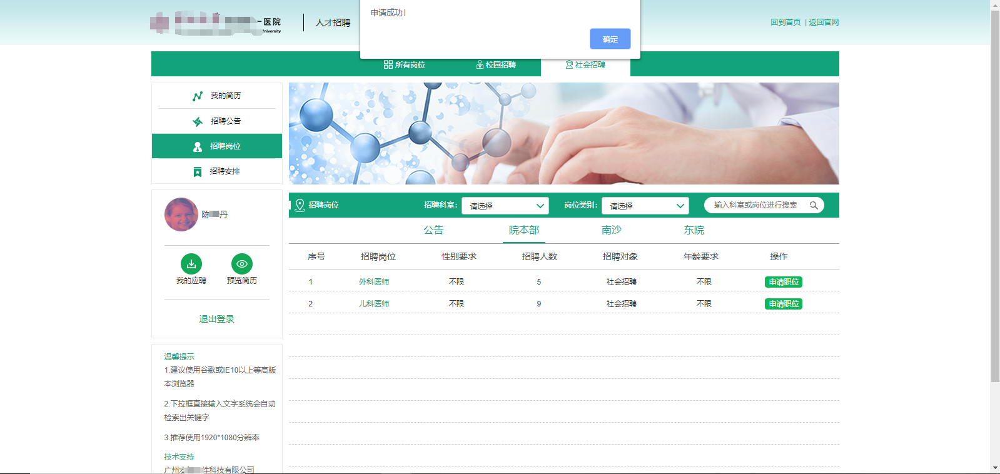 申请成功!
确定
一医院
University
人才招聘
回到首页 | 返回官网
所有岗位
校园招聘
社会招聘
我的简历
招聘公告
招聘岗位
招聘安排
陈 丹
我的应聘
预览简历
退出登录
温馨提示
1.建议使用谷歌或IE10以上等高版
本浏览器
2.下拉框直接输入文字系统会自动
检索出关键字
3.推荐使用1920*1080分辨率
技术支持
广州宏 件科技有限公司
招聘岗位
招聘科室: 请选择
岗位类别: 请选择
输入科室或岗位进行搜索
公告 院本部 南沙 东院
序号 招聘岗位 性别要求 招聘人数 招聘对象 年龄要求 操作
1 外科医师 不限 5 社会招聘 不限 申请职位
2 儿科医师 不限 9 社会招聘 不限 申请职位